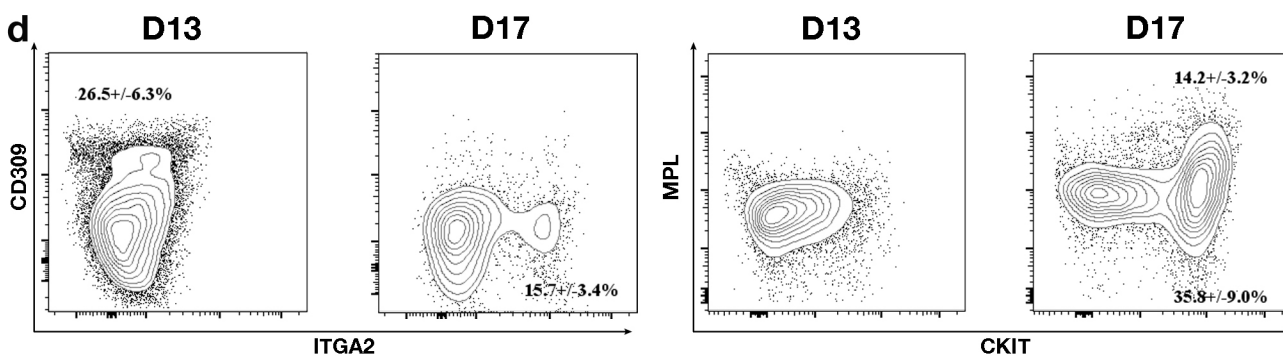 d
D13
D17
D13
D17
26.5+/-6.3%
14.2+/-3.2%
CD309
MPL
15.7+/-3.4%
35.8+/-9.0%
ITGA2
CKIT